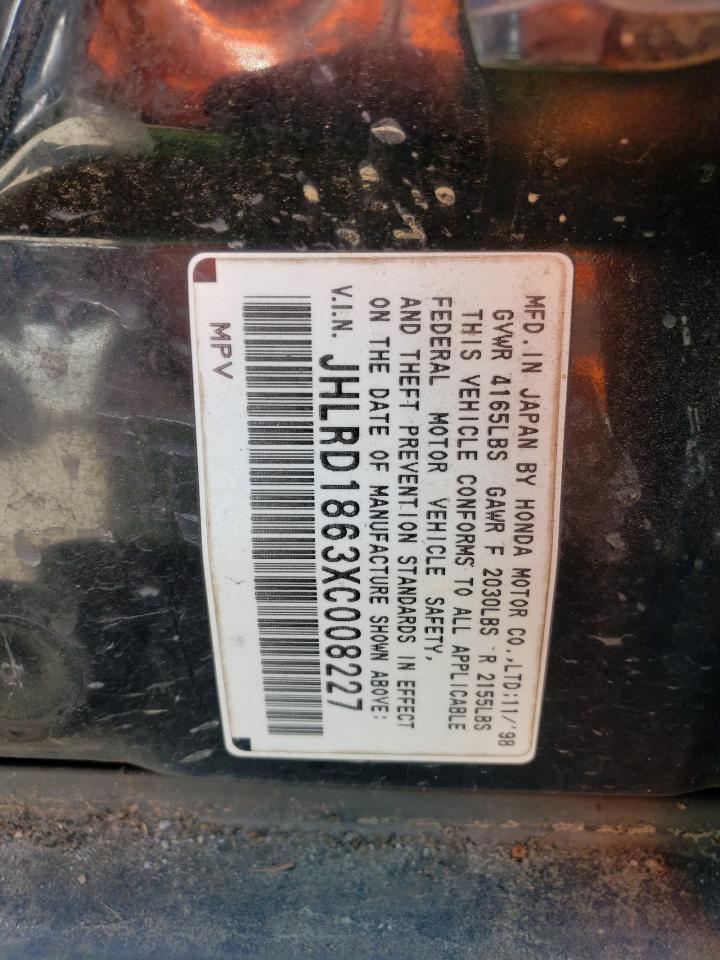 MFD. IN JAPAN BY HONDA MOTOR CO., LTD:11/'98
GVWR 4165LBS GAWR F 2030LBS R 2155LBS
THIS VEHICLE CONFORMS TO ALL APPLICABLE
FEDERAL MOTOR VEHICLE SAFETY,
AND THEFT PREVENTION STANDARDS IN EFFECT
ON THE DATE OF MANUFACTURE SHOWN ABOVE:
V.I.N. JHLRD1863XC008227
MPV